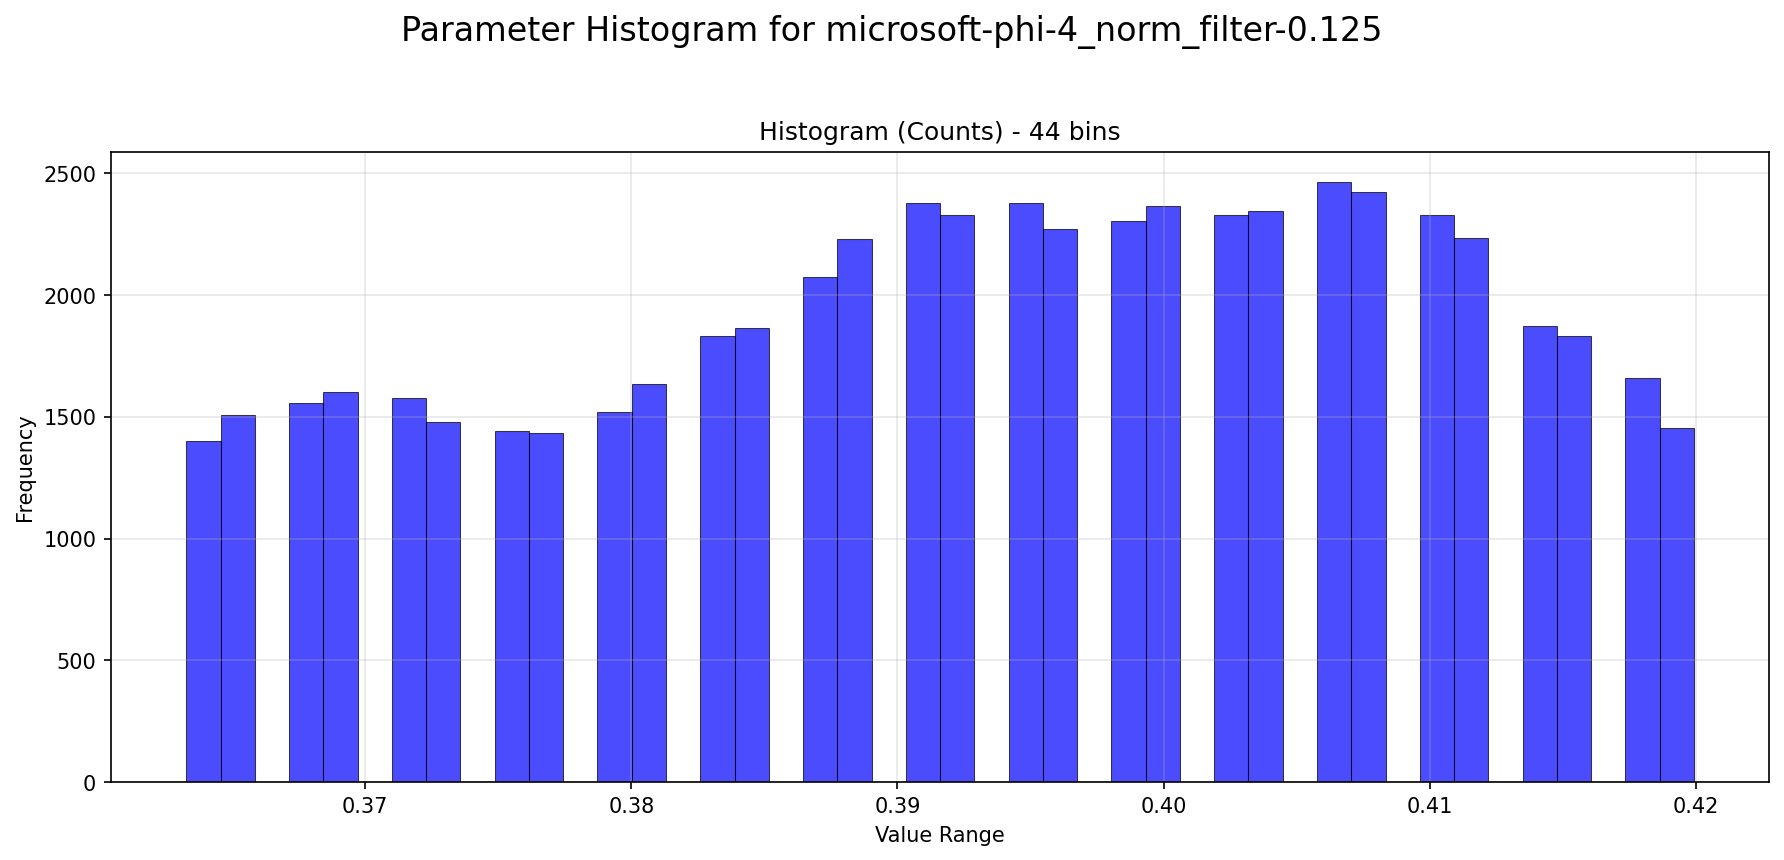 Parameter Histogram for microsoft-phi-4_norm_filter-0.125
Histogram (Counts) - 44 bins
2500
2000
1500
1000
500
0
Frequency
0.37 0.38 0.39 0.40 0.41 0.42
Value Range